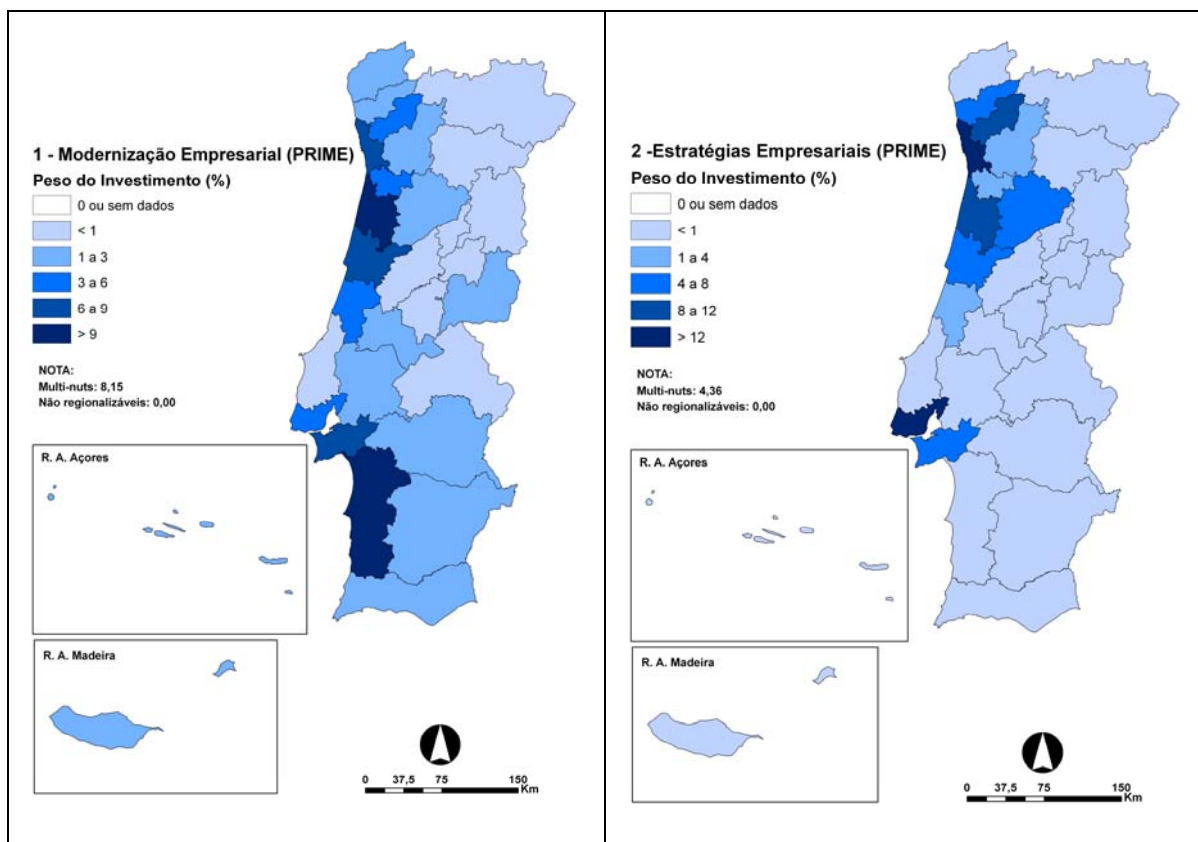 1 - Modernização Empresarial (PRIME)
Peso do Investimento (%)
0 ou sem dados
< 1
1 a 3
3 a 6
6 a 9
> 9
NOTA:
Multi-nuts: 8,15
Não regionalizáveis: 0,00
R. A. Açores
R. A. Madeira
0 37,5 75 150
Km
2 -Estratégias Empresariais (PRIME)
Peso do Investimento (%)
0 ou sem dados
< 1
1 a 4
4 a 8
8 a 12
> 12
NOTA:
Multi-nuts: 4,36
Não regionalizáveis: 0,00
R. A. Açores
R. A. Madeira
0 37,5 75 150
Km